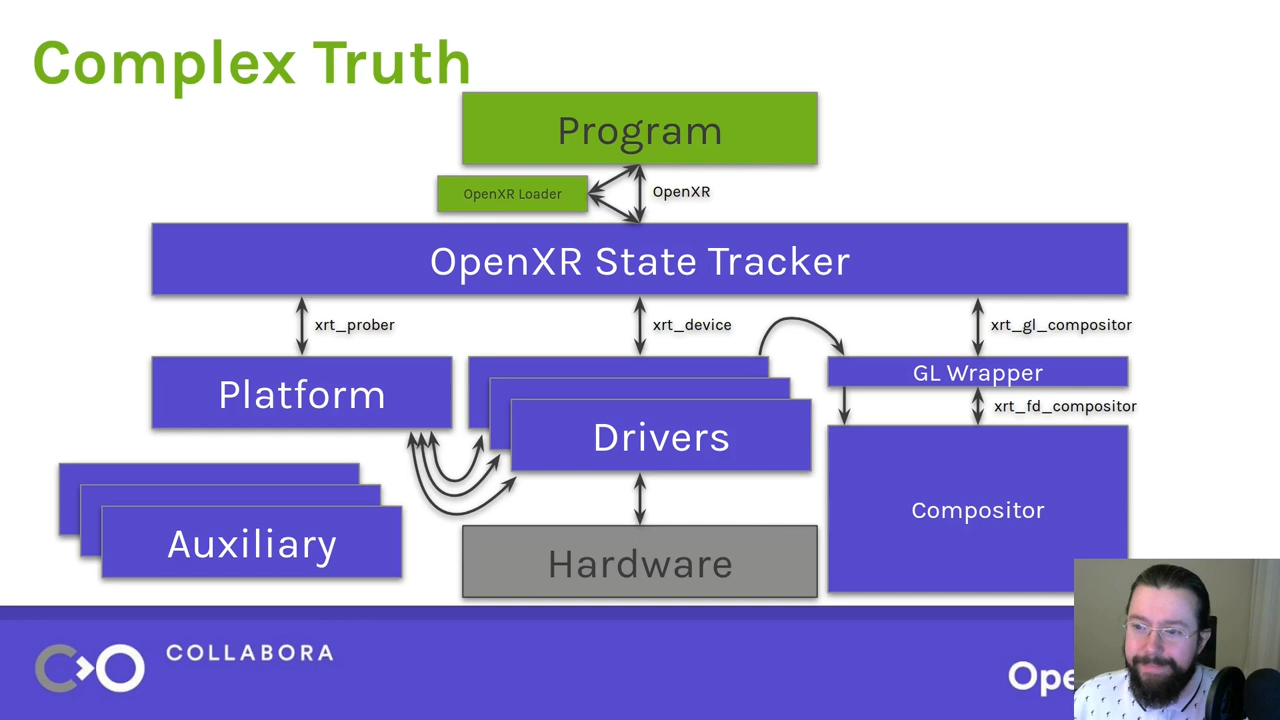 Complex Truth
Program
OpenXR Loader
OpenXR
OpenXR State Tracker
xrt_prober
xrt_device
xrt_gl_compositor
Platform
GL Wrapper
xrt_fd_compositor
Drivers
Compositor
Auxiliary
Hardware
COLLABORA
Ope